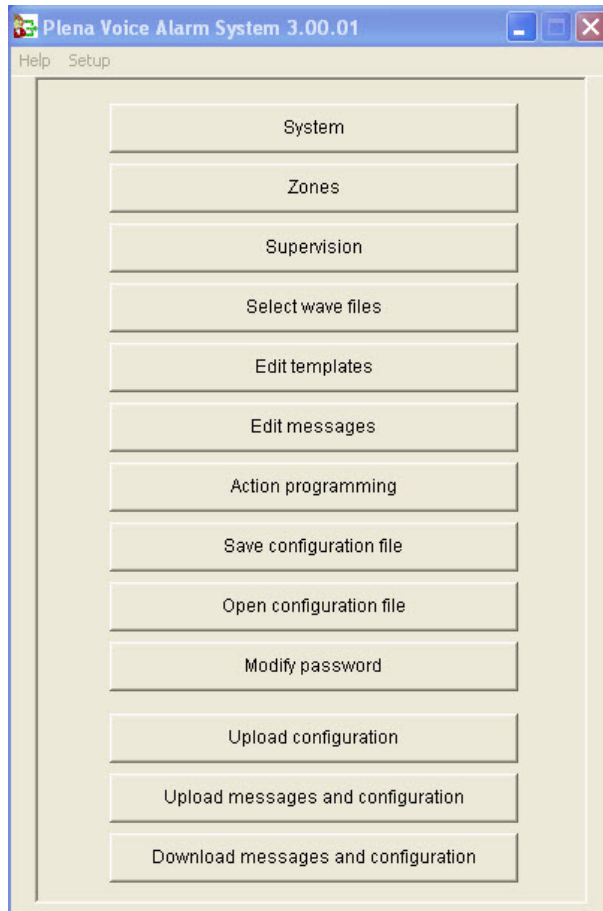 Plena Voice Alarm System 3.00.01
Help Setup
System
Zones
Supervision
Select wave files
Edit templates
Edit messages
Action programming
Save configuration file
Open configuration file
Modify password
Upload configuration
Upload messages and configuration
Download messages and configuration